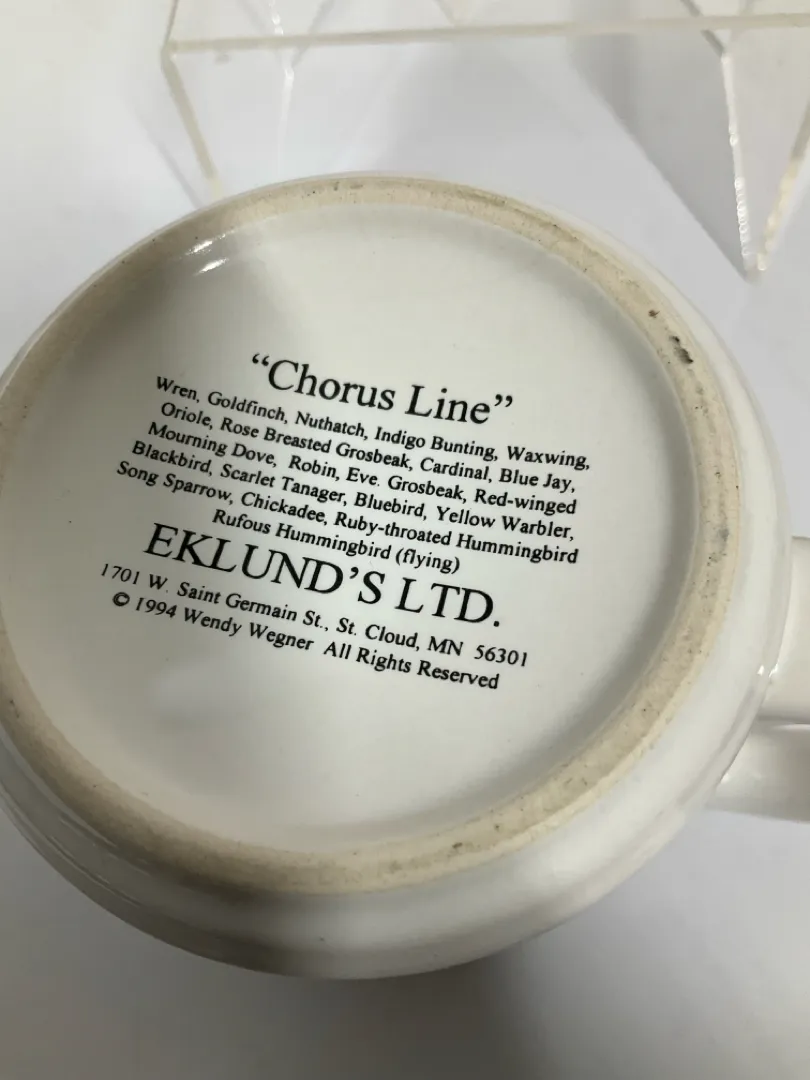 “Chorus Line”
Wren, Goldfinch, Nuthatch, Indigo Bunting, Waxwing,
Oriole, Rose Breasted Grosbeak, Cardinal, Blue Jay,
Mourning Dove, Robin, Eve. Grosbeak, Red-winged
Blackbird, Scarlet Tanager, Bluebird, Yellow Warbler,
Song Sparrow, Chickadee, Ruby-throated Hummingbird
Rufous Hummingbird (flying)
EKLUND’S LTD.
1701 W. Saint Germain St., St. Cloud, MN 56301
© 1994 Wendy Wegner All Rights Reserved